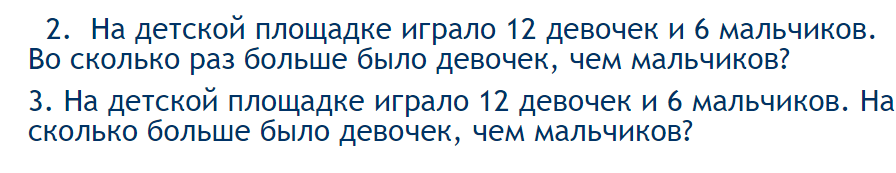 2. На детской площадке играло 12 девочек и 6 мальчиков.
Во сколько раз больше было девочек, чем мальчиков?
3. На детской площадке играло 12 девочек и 6 мальчиков. На
сколько больше было девочек, чем мальчиков?